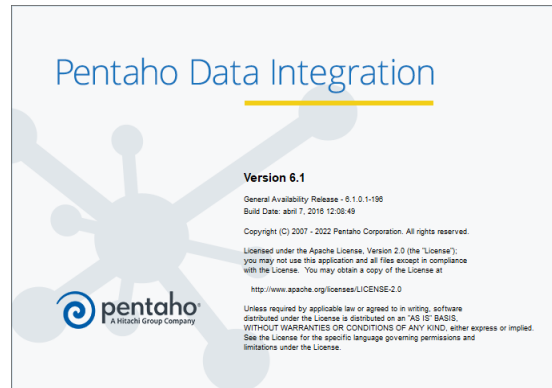 Pentaho Data Integration
Version 6.1
General Availability Release - 6.1.0.1-196
Build Date: abril 7, 2016 12:08:49
Copyright (C) 2007 - 2022 Pentaho Corporation. All rights reserved.
Licensed under the Apache License, Version 2.0 (the "License");
you may not use this application and all files except in compliance
with the License. You may obtain a copy of the License at
http://www.apache.org/licenses/LICENSE-2.0
Unless required by applicable law or agreed to in writing, software
distributed under the License is distributed on an "AS IS" BASIS,
WITHOUT WARRANTIES OR CONDITIONS OF ANY KIND, either express or implied.
See the License for the specific language governing permissions and
limitations under the License.
pentaho
A Hitachi Group Company